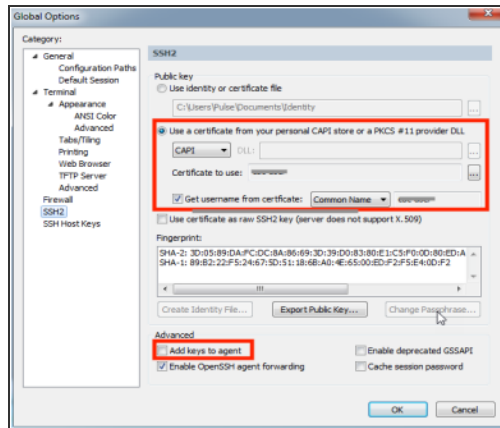 Global Options
Category:
General
Configuration Paths
Default Session
Terminal
Appearance
ANSI Color
Advanced
Tabs/Tiling
Printing
Web Browser
TFTP Server
Advanced
Firewall
SSH2
SSH Host Keys
SSH2
Public key
Use identity or certificate file
C:\Users\Pulse\Documents\Identity
...
Use a certificate from your personal CAPI store or a PKCS #11 provider DLL
CAPI DLL: ...
Certificate to use: ...
Get username from certificate: Common Name
Use certificate as raw SSH2 key (server does not support X.509)
Fingerprint:
SHA-2: 3D:05:89:DA:FC:DC:8A:86:69:3D:39:D0:83:80:E1:C5:F0:0D:80:ED:A
SHA-1: 89:B2:22:F5:24:67:5D:51:18:6B:A0:4E:65:00:ED:F2:F5:E4:0D:F2
Create Identity File... Export Public Key... Change Passphrase...
Advanced
Add keys to agent Enable deprecated GSSAPI
Enable OpenSSH agent forwarding Cache session password
OK Cancel